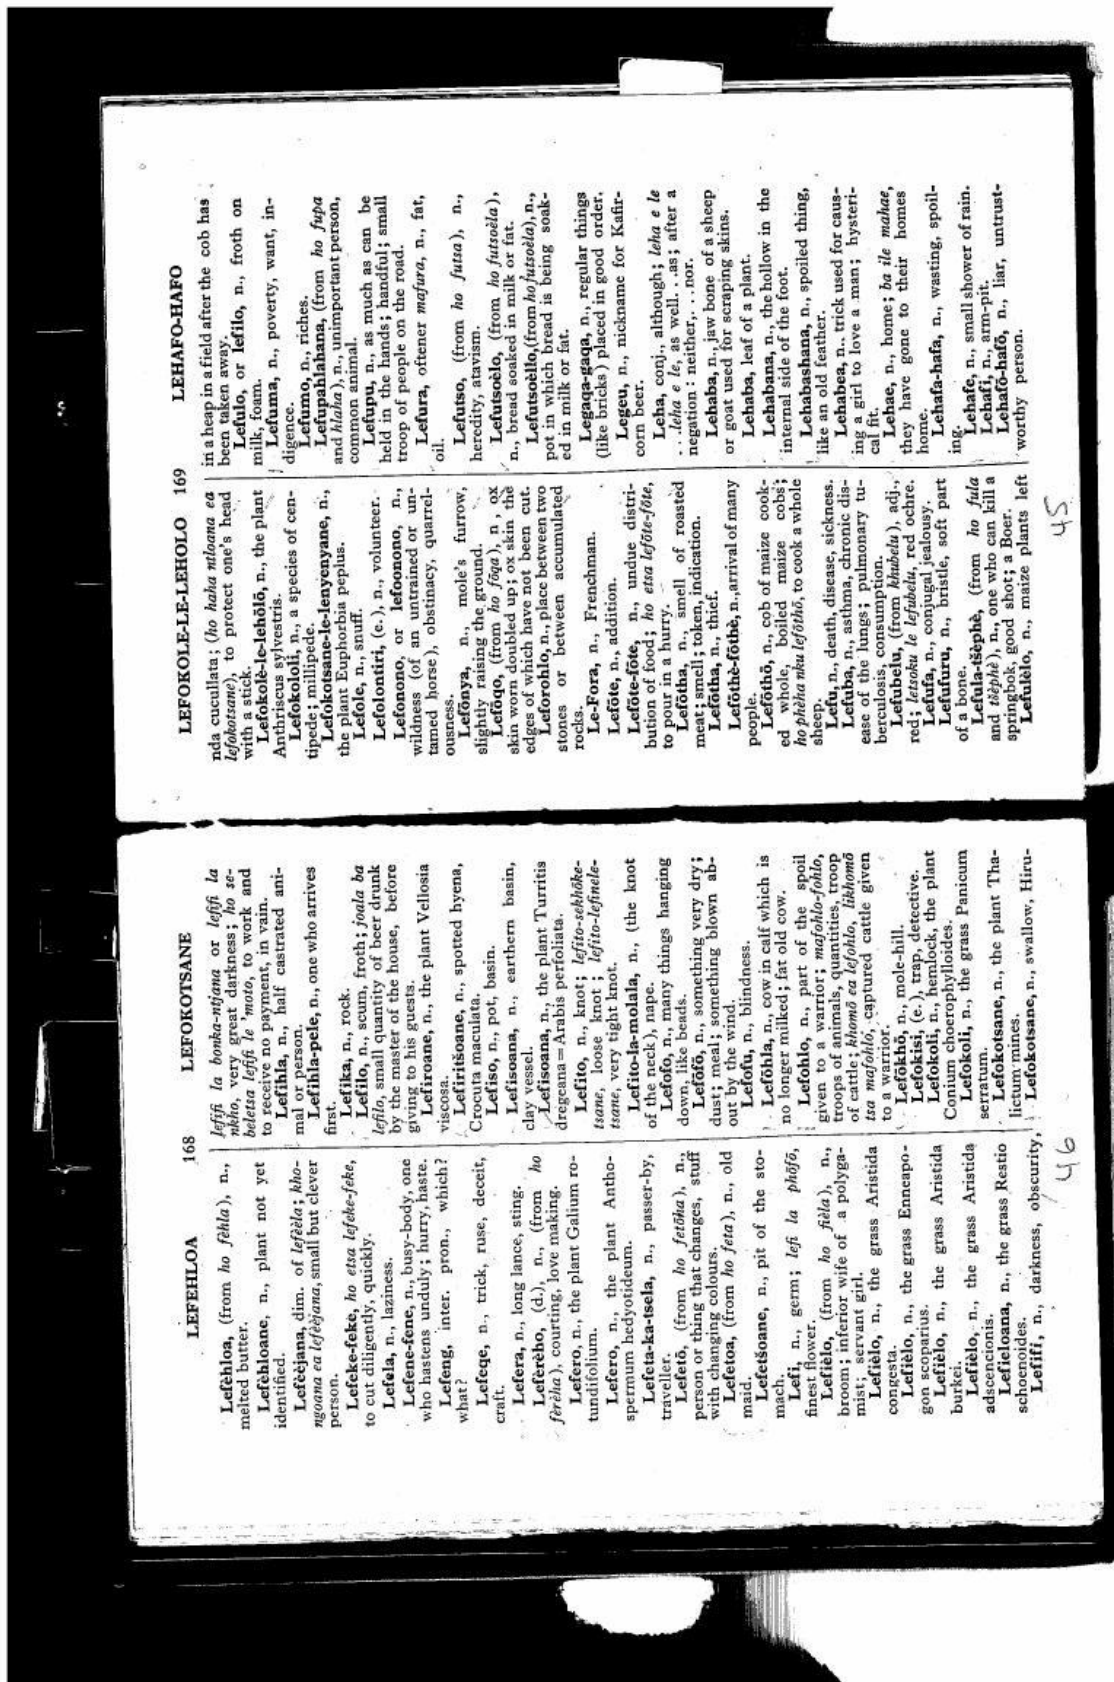 LEFEHLOA 168 LEFOKOTSANE
Lefèhloa, (from ho fèhla), n.,
melted butter.
Lefèhloane, n., plant not yet
identified.
Lefèèjana, dim. of lefèèla; kho-
ngoana ea lefèèjana, small but clever
person.
Lefeke-feke, ho etsa lefeke-feke,
to cut diligently, quickly.
Lefela, n., laziness.
Lefene-fene, n., busy-body, one
who hastens unduly; hurry, haste.
Lefeng, inter. pron., which?
what?
Lefeqe, n., trick, ruse, deceit,
craft.
Lefera, n., long lance, sting.
Lefèrèho, (d.), n., (from ho
fèrèha), courting, love making.
Lefero, n., the plant Galium ro-
tundifolium.
Lefero, n., the plant Antho-
spermum hedyotideum.
Lefeta-ka-tsela, n., passer-by,
traveller.
Lefetō, (from ho fetōha), n.,
person or thing that changes, stuff
with changing colours.
Lefetoa, (from ho feta), n., old
maid.
Lefetšoane, n., pit of the sto-
mach.
Lefi, n., germ; lefi la phōfō,
finest flower.
Lefièlo, (from ho fièla), n.,
broom; inferior wife of a polyga-
mist; servant girl.
Lefièlo, n., the grass Aristida
congesta.
Lefièlo, n., the grass Enneapo-
gon scoparius.
Lefièlo, n., the grass Aristida
burkei.
Lefièlo, n., the grass Aristida
adscencionis.
Lefieloana, n., the grass Restio
schoenoides.
Lefifi, n., darkness, obscurity,
lefifi la bonka-ntjana or lefifi la
nkho, very great darkness; ho se-
beletsa lefifi le 'moto, to work and
to receive no payment, in vain.
Lefihla, n., half castrated ani-
mal or person.
Lefihla-pele, n., one who arrives
first.
Lefika, n., rock.
Lefilo, n., scum, froth; joala ba
lefilo, small quantity of beer drunk
by the master of the house, before
giving to his guests.
Lefiroane, n., the plant Vellosia
viscosa.
Lefiritšoane, n., spotted hyena,
Crocuta maculata.
Lefiso, n., pot, basin.
Lefisoana, n., earthern basin,
clay vessel.
Lefisoana, n., the plant Turritis
dregeana=Arabis perfoliata.
Lefito, n., knot; lefito-sekhōke-
tsane, loose knot; lefito-lefinele-
tsane, very tight knot.
Lefito-la-molala, n., (the knot
of the neck), nape.
Lefofo, n., many things hanging
down, like beads.
Lefōfō, n., something very dry;
dust; meal; something blown ab-
out by the wind.
Lefofu, n., blindness.
Lefōhla, n., cow in calf which is
no longer milked; fat old cow.
Lefohlo, n., part of the spoil
given to a warrior; mafohlo-fohlo,
troops of animals, quantities, troop
of cattle; khomō ea lefohlo, likhomō
tsa mafohlo, captured cattle given
to a warrior.
Lefōkhō, n., mole-hill.
Lefokisi, (e.), trap, detective.
Lefokoli, n., hemlock, the plant
Conium choerophylloides.
Lefokoli, n., the grass Panicum
serratum.
Lefokotsane, n., the plant Tha-
lictum mines.
Lefokotsane, n., swallow, Hiru-
46
LEFOKOLE-LE-LEHOLO 169 LEHAFO-HAFO
nda cucullata; (ho haha ntloana ea
lefokotsane), to protect one's head
with a stick.
Lefokolè-le-lehōlō, n., the plant
Anthriscus sylvestris.
Lefokololi, n., a species of cen-
tipede; millipede.
Lefokotsane-le-lenyenyane, n.,
the plant Euphorbia peplus.
Lefole, n., snuff.
Lefolontiri, (e.), n., volunteer.
Lefonono, or lefoonono, n.,
wildness (of an untrained or un-
tamed horse), obstinacy, quarrel-
ousness.
Lefōnya, n., mole's furrow,
slightly raising the ground.
Lefōqo, (from ho fōqa), n, ox
skin worn doubled up; ox skin the
edges of which have not been cut.
Leforohlo, n., place between two
stones or between accumulated
rocks.
Le-Fora, n., Frenchman.
Lefōte, n., addition.
Lefōte-fōte, n., undue distri-
bution of food; ho etsa lefōte-fōte,
to pour in a hurry.
Lefōtha, n., smell of roasted
meat; smell; token, indication.
Lefōtha, n., thief.
Lefōthè-fōthè, n., arrival of many
people.
Lefōthō, n., cob of maize cook-
ed whole, boiled maize cobs;
ho phèha nku lefōthō, to cook a whole
sheep.
Lefu, n., death, disease, sickness.
Lefuba, n., asthma, chronic dis-
ease of the lungs; pulmonary tu-
berculosis, consumption.
Lefubelu, (from khubelu), adj.,
red; letsoku le lefubelu, red ochre.
Lefufa, n., conjugal jealousy.
Lefufuru, n., bristle, soft part
of a bone.
Lefula-tšèphè, (from ho fula
and tšèphè), n., one who can kill a
springbok, good shot; a Boer.
Lefulèlo, n., maize plants left
in a heap in a field after the cob has
been taken away.
Lefulo, or lefilo, n., froth on
milk, foam.
Lefuma, n., poverty, want, in-
digence.
Lefumo, n., riches.
Lefupahlahana, (from ho fupa
and hlaha), n., unimportant person,
common animal.
Lefupu, n., as much as can be
held in the hands; handful; small
troop of people on the road.
Lefura, oftener mafura, n., fat,
oil.
Lefutso, (from ho futsa), n.,
heredity, atavism.
Lefutsoèlo, (from ho futsoèla),
n., bread soaked in milk or fat.
Lefutsoèllo, (from ho futsoèla), n.,
pot in which bread is being soak-
ed in milk or fat.
Legaqa-gaqa, n., regular things
(like bricks) placed in good order.
Legeu, n., nickname for Kafir-
corn beer.
Leha, conj., although; leha e le
...leha e le, as well...as; after a
negation: neither,...nor.
Lehaba, n., jaw bone of a sheep
or goat used for scraping skins.
Lehaba, leaf of a plant.
Lehabana, n., the hollow in the
internal side of the foot.
Lehabashana, n., spoiled thing,
like an old feather.
Lehabea, n., trick used for caus-
ing a girl to love a man; hysteri-
cal fit.
Lehae, n., home; ba ile mahae,
they have gone to their homes
home.
Lehafa-hafa, n., wasting, spoil-
ing.
Lehafe, n., small shower of rain.
Lehafi, n., arm-pit.
Lehafō-hafō, n., liar, untrust-
worthy person.
45